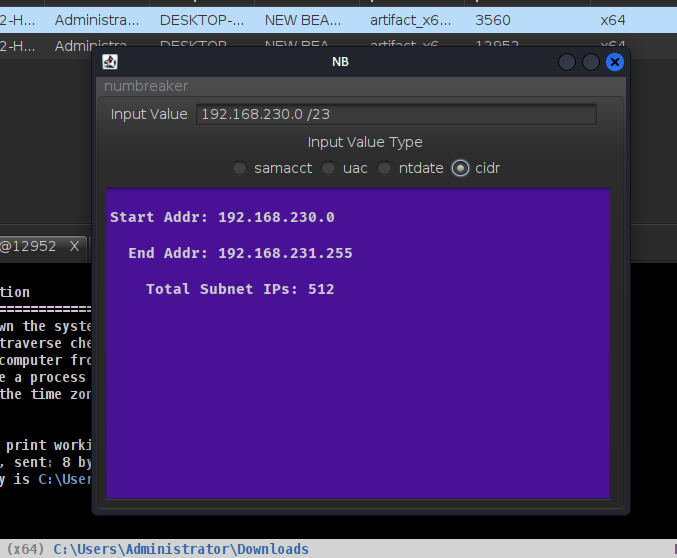 2-H... Administra... DESKTOP-... NEW BEA... artifact_x6... 3560 x64
2-H... Administra... DESKTOP-... NEW BEA... artifact_x6... 12952 x64
NB
numbreaker
Input Value 192.168.230.0 /23
Input Value Type
samacct uac ntdate cidr
Start Addr: 192.168.230.0
End Addr: 192.168.231.255
Total Subnet IPs: 512
@12952 X
tion
===============
wn the syste
traverse che
computer fro
e a process
the time zon
print worki
, sent: 8 by
y is C:\User
(x64) C:\Users\Administrator\Downloads